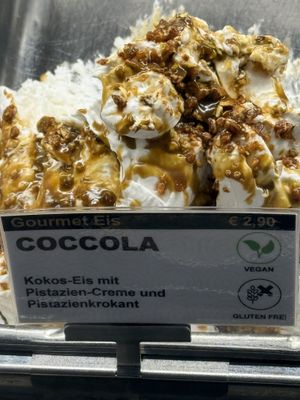 Gourmet Eis € 2,90
COCCOLA
VEGAN
Kokos-Eis mit
Pistazien-Creme und
Pistazienkrokant
GLUTEN FREI